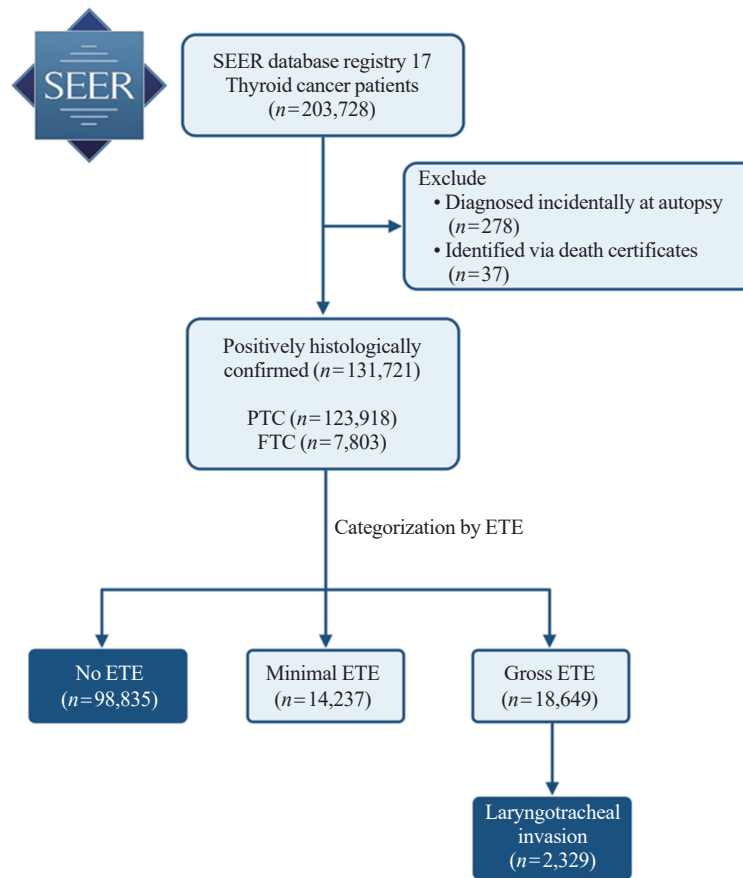 SEER
SEER database registry 17
Thyroid cancer patients
(n=203,728)
Exclude
• Diagnosed incidentally at autopsy
(n=278)
• Identified via death certificates
(n=37)
Positively histologically
confirmed (n=131,721)
PTC (n=123,918)
FTC (n=7,803)
Categorization by ETE
No ETE
(n=98,835)
Minimal ETE
(n=14,237)
Gross ETE
(n=18,649)
Laryngotracheal
invasion
(n=2,329)